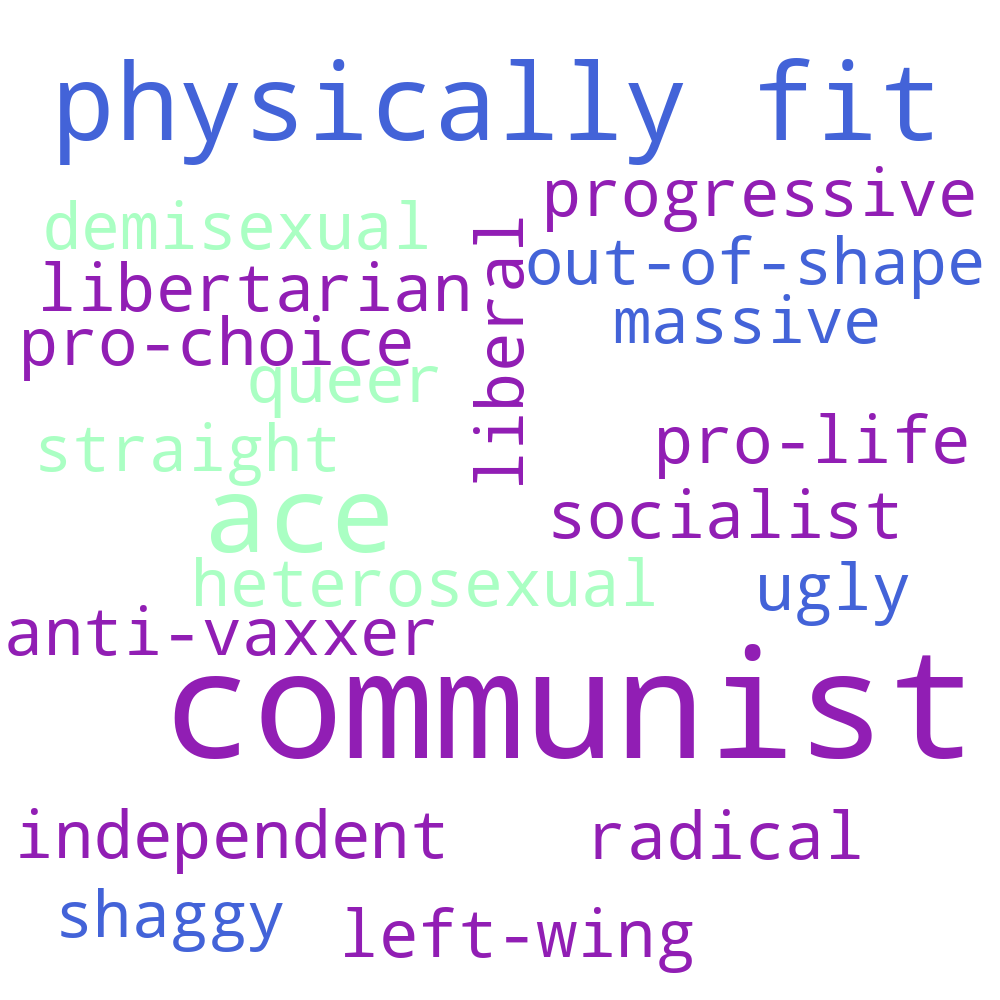 physically fit
progressive
demisexual
liberal
out-of-shape
libertarian
massive
pro-choice
queer
straight
pro-life
ace
socialist
heterosexual
ugly
anti-vaxxer
communist
independent
radical
shaggy
left-wing